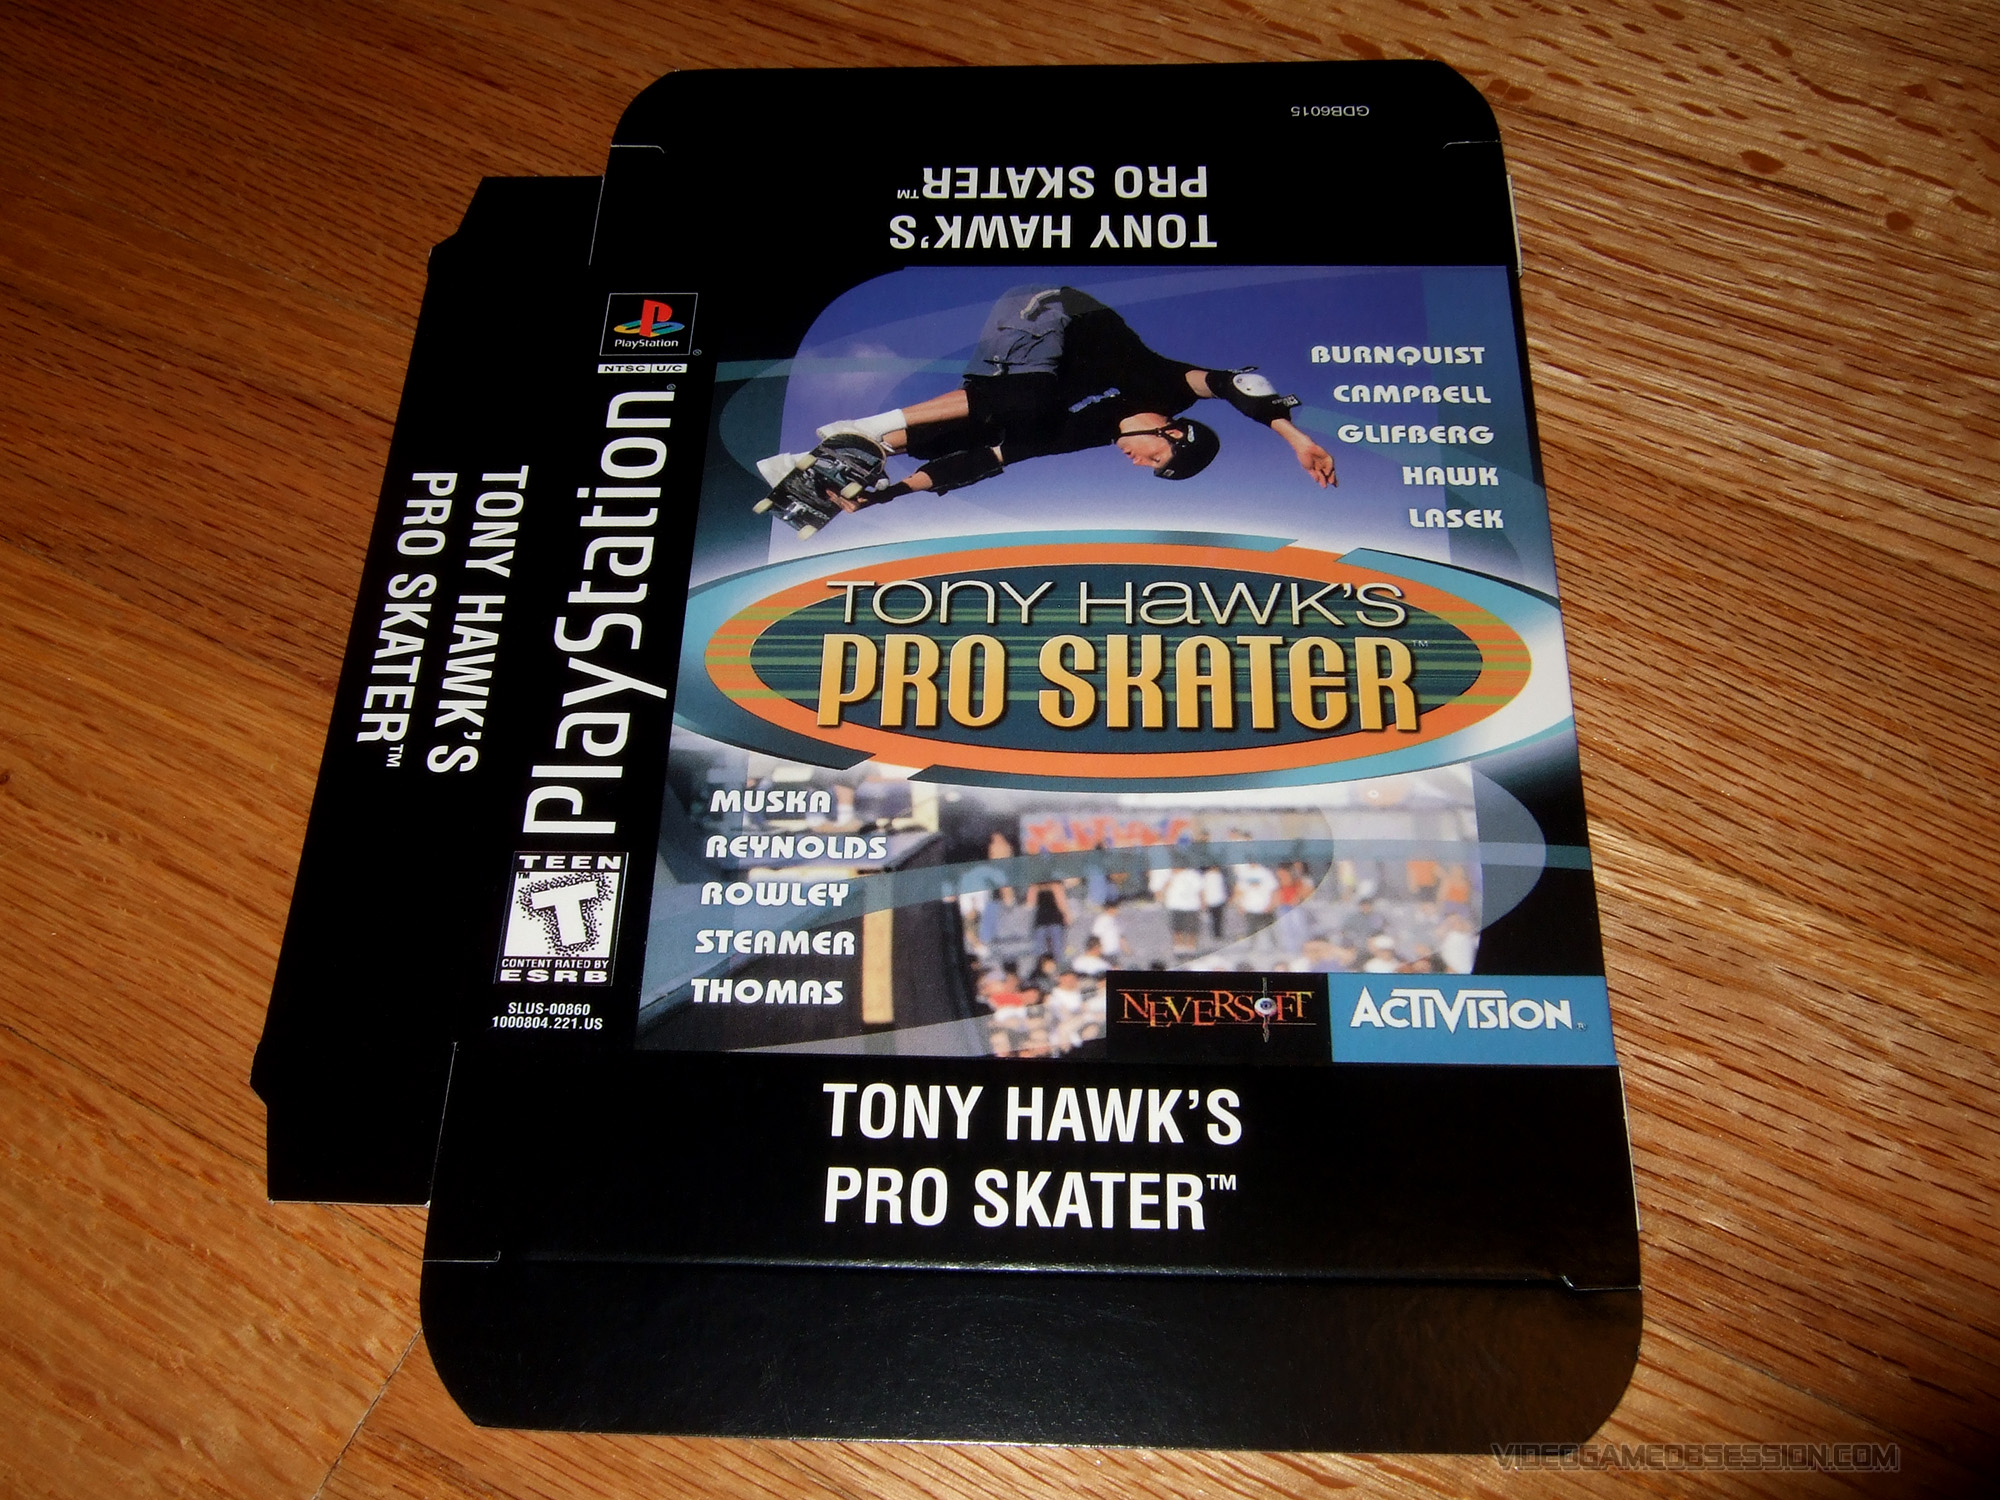 GDB6015
TONY HAWK'S
PRO SKATER™
PlayStation
®
NTSC U/C
PlayStation®
TONY HAWK'S
PRO SKATER™
BURNQUIST
CAMPBELL
GLIFBERG
HAWK
LASEK
TONY HAWK'S
PRO SKATER™
MUSKA
REYNOLDS
ROWLEY
STEAMER
THOMAS
TEEN
T™
CONTENT RATED BY
ESRB
SLUS-00860
1000804.221.US
NEVERSOFT
ACTIVISION®
TONY HAWK'S
PRO SKATER™
VIDEOGAMEOBSESSION.COM